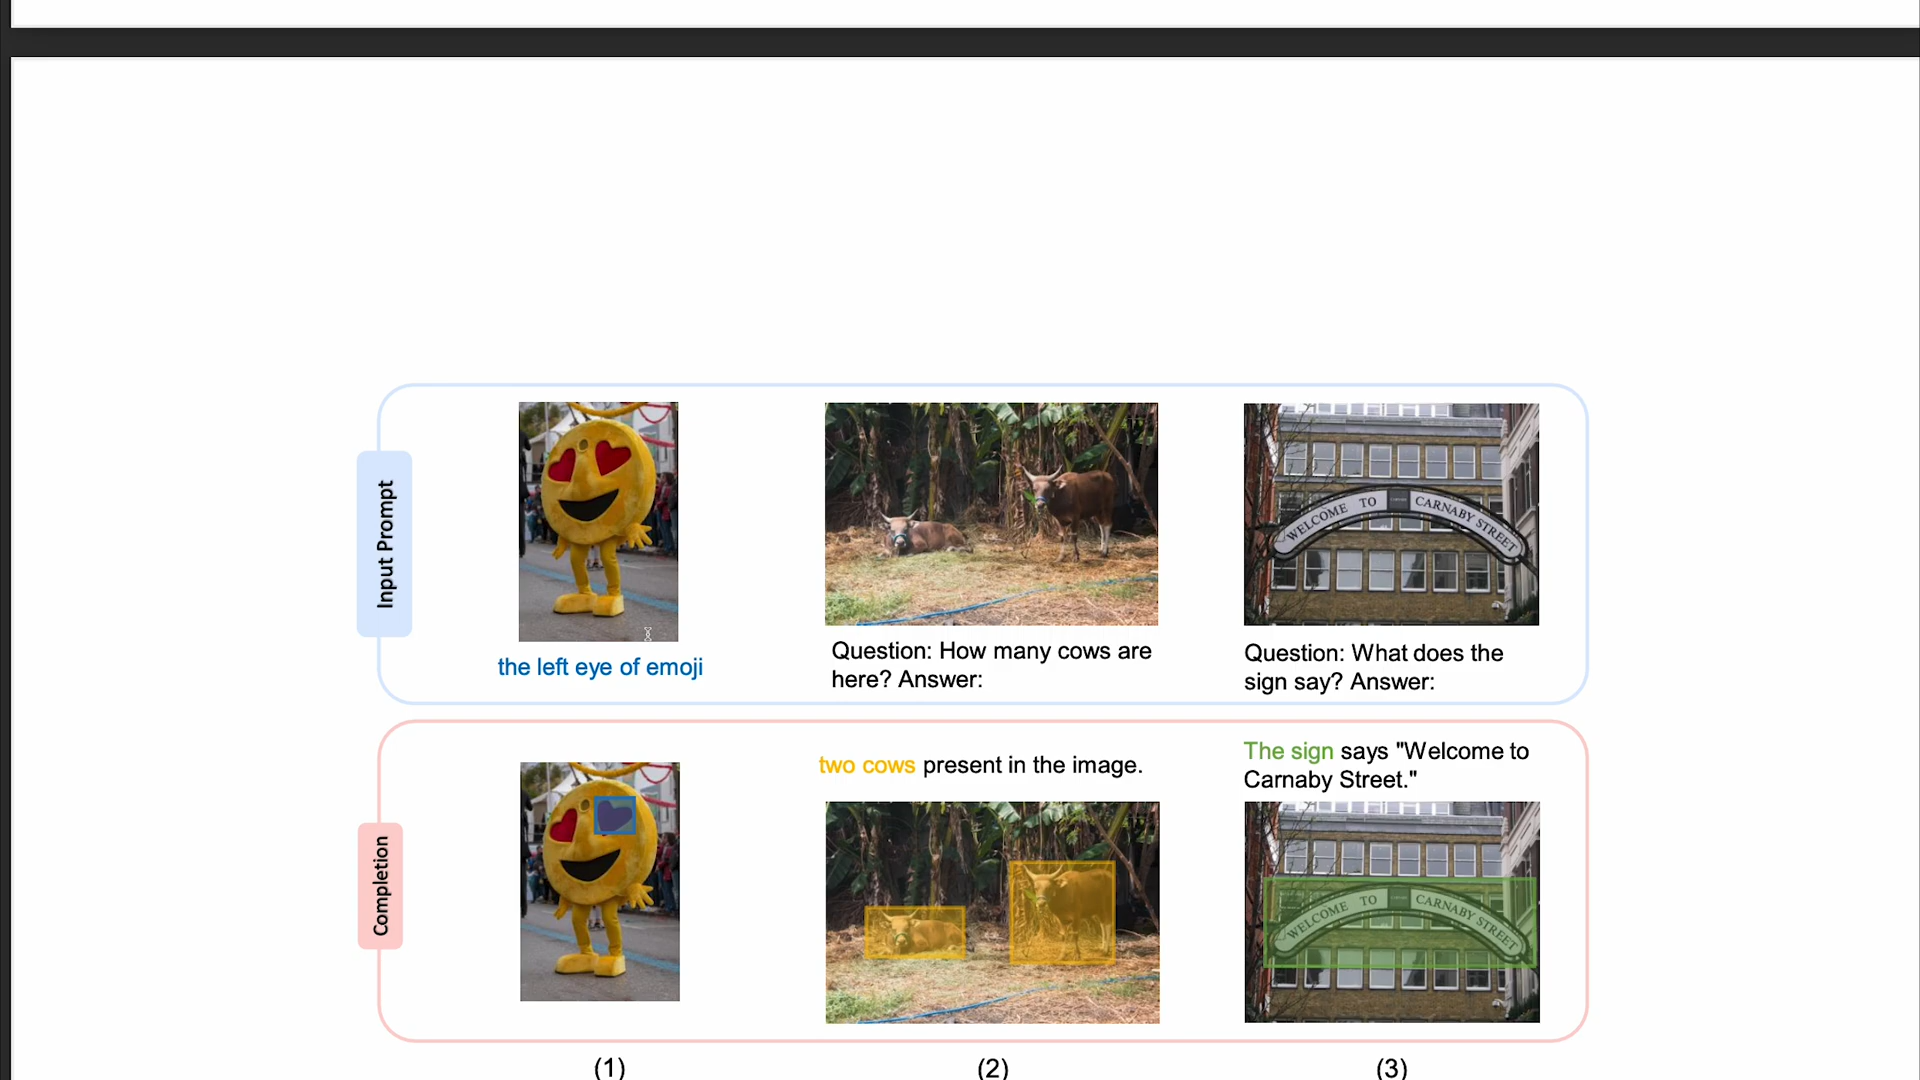 Input Prompt
WELCOME TO CARNABY STREET
the left eye of emoji
Question: How many cows are
here? Answer:
Question: What does the
sign say? Answer:
Completion
two cows present in the image.
The sign says "Welcome to
Carnaby Street."
WELCOME TO CARNABY STREET
(1)
(2)
(3)